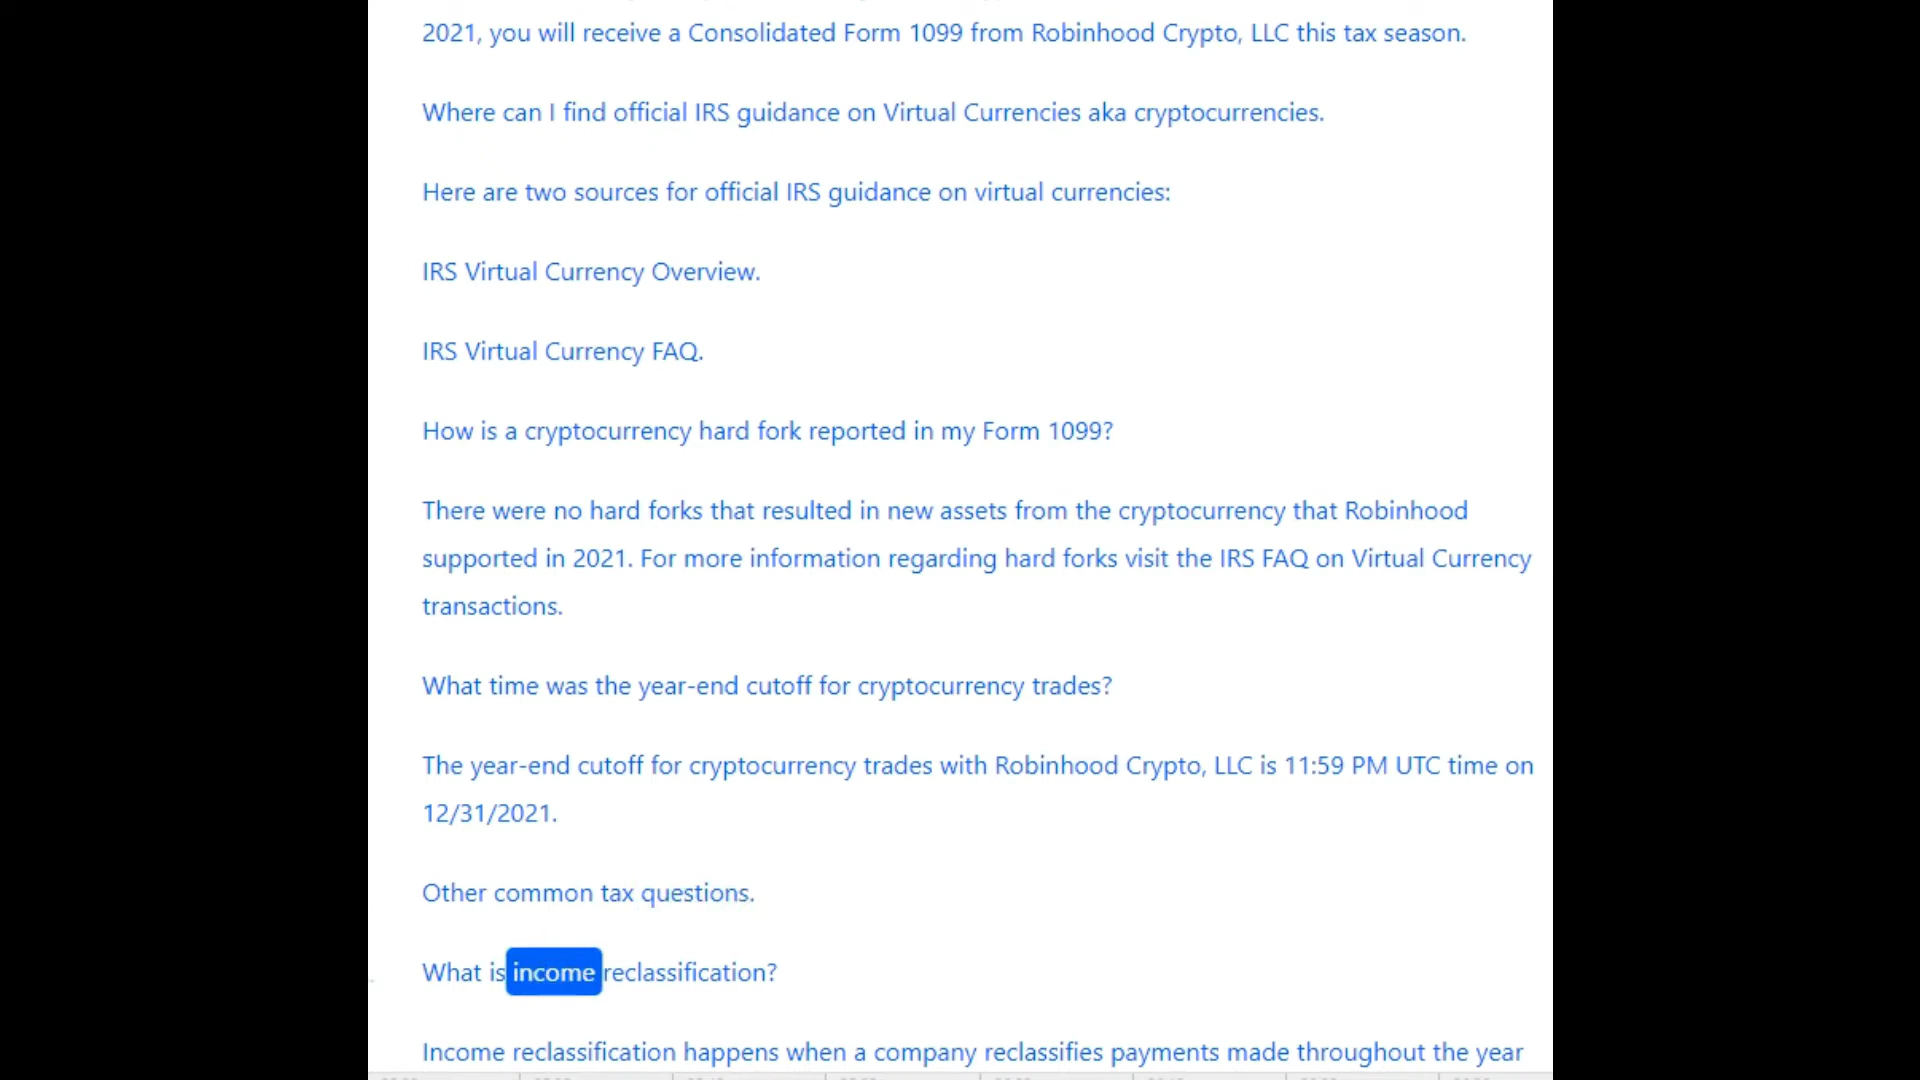 2021, you will receive a Consolidated Form 1099 from Robinhood Crypto, LLC this tax season.
Where can I find official IRS guidance on Virtual Currencies aka cryptocurrencies.
Here are two sources for official IRS guidance on virtual currencies:
IRS Virtual Currency Overview.
IRS Virtual Currency FAQ.
How is a cryptocurrency hard fork reported in my Form 1099?
There were no hard forks that resulted in new assets from the cryptocurrency that Robinhood
supported in 2021. For more information regarding hard forks visit the IRS FAQ on Virtual Currency
transactions.
What time was the year-end cutoff for cryptocurrency trades?
The year-end cutoff for cryptocurrency trades with Robinhood Crypto, LLC is 11:59 PM UTC time on
12/31/2021.
Other common tax questions.
What is income reclassification?
Income reclassification happens when a company reclassifies payments made throughout the year